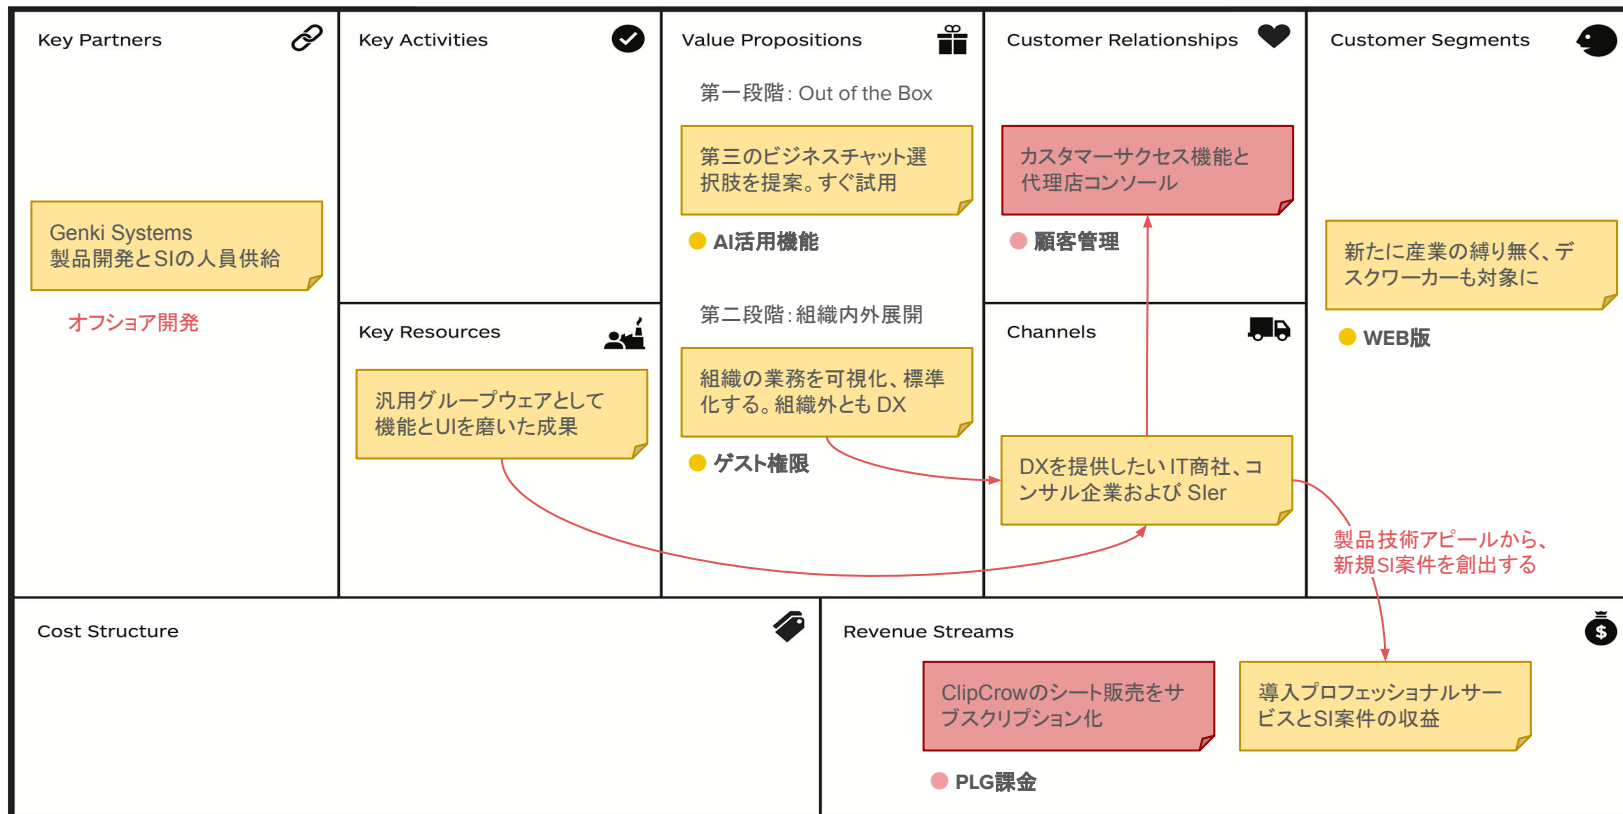 Key Partners
Genki Systems
製品開発とSIの人員供給
オフショア開発
Key Activities
Key Resources
汎用グループウェアとして
機能とUIを磨いた成果
Value Propositions
第一段階: Out of the Box
第三のビジネスチャット選
択肢を提案。すぐ試用
AI活用機能
第二段階:組織内外展開
組織の業務を可視化、標準
化する。組織外とも DX
ゲスト権限
Customer Relationships
カスタマーサクセス機能と
代理店コンソール
顧客管理
Channels
DXを提供したい IT商社、コ
ンサル企業および SIer
Customer Segments
新たに産業の縛り無く、デ
スクワーカーも対象に
WEB版
製品技術アピールから、
新規SI案件を創出する
Cost Structure
Revenue Streams
$
ClipCrowのシート販売をサ
ブスクリプション化
PLG課金
導入プロフェッショナルサー
ビスとSI案件の収益